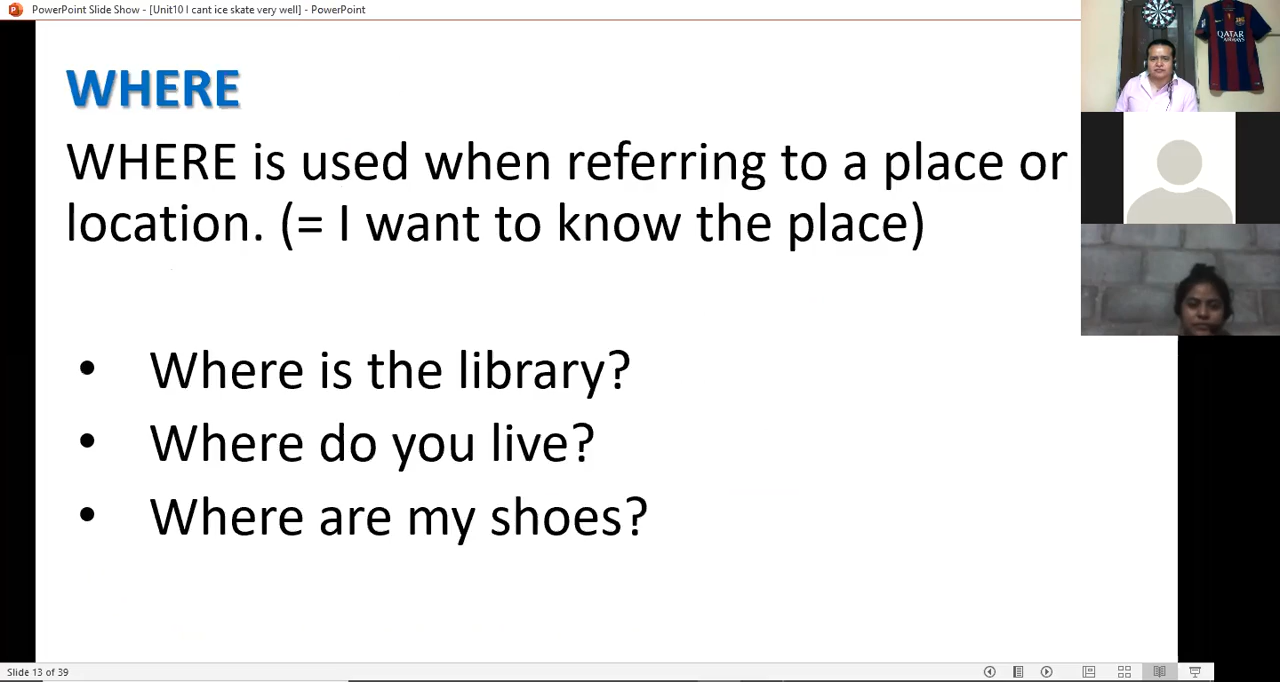 PowerPoint Slide Show - [Unit10 I cant ice skate very well] - PowerPoint
WHERE
WHERE is used when referring to a place or
location. (= I want to know the place)
• Where is the library?
• Where do you live?
• Where are my shoes?
QATAR
AIRWAYS
Slide 13 of 39